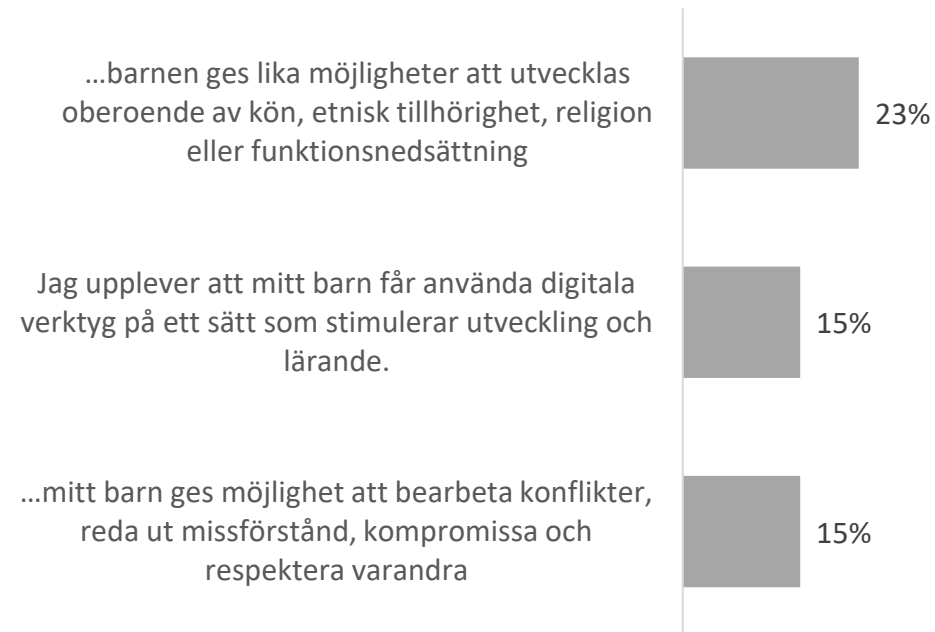 …barnen ges lika möjligheter att utvecklas
oberoende av kön, etnisk tillhörighet, religion
eller funktionsnedsättning
23%
Jag upplever att mitt barn får använda digitala
verktyg på ett sätt som stimulerar utveckling och
lärande.
15%
…mitt barn ges möjlighet att bearbeta konflikter,
reda ut missförstånd, kompromissa och
respektera varandra
15%